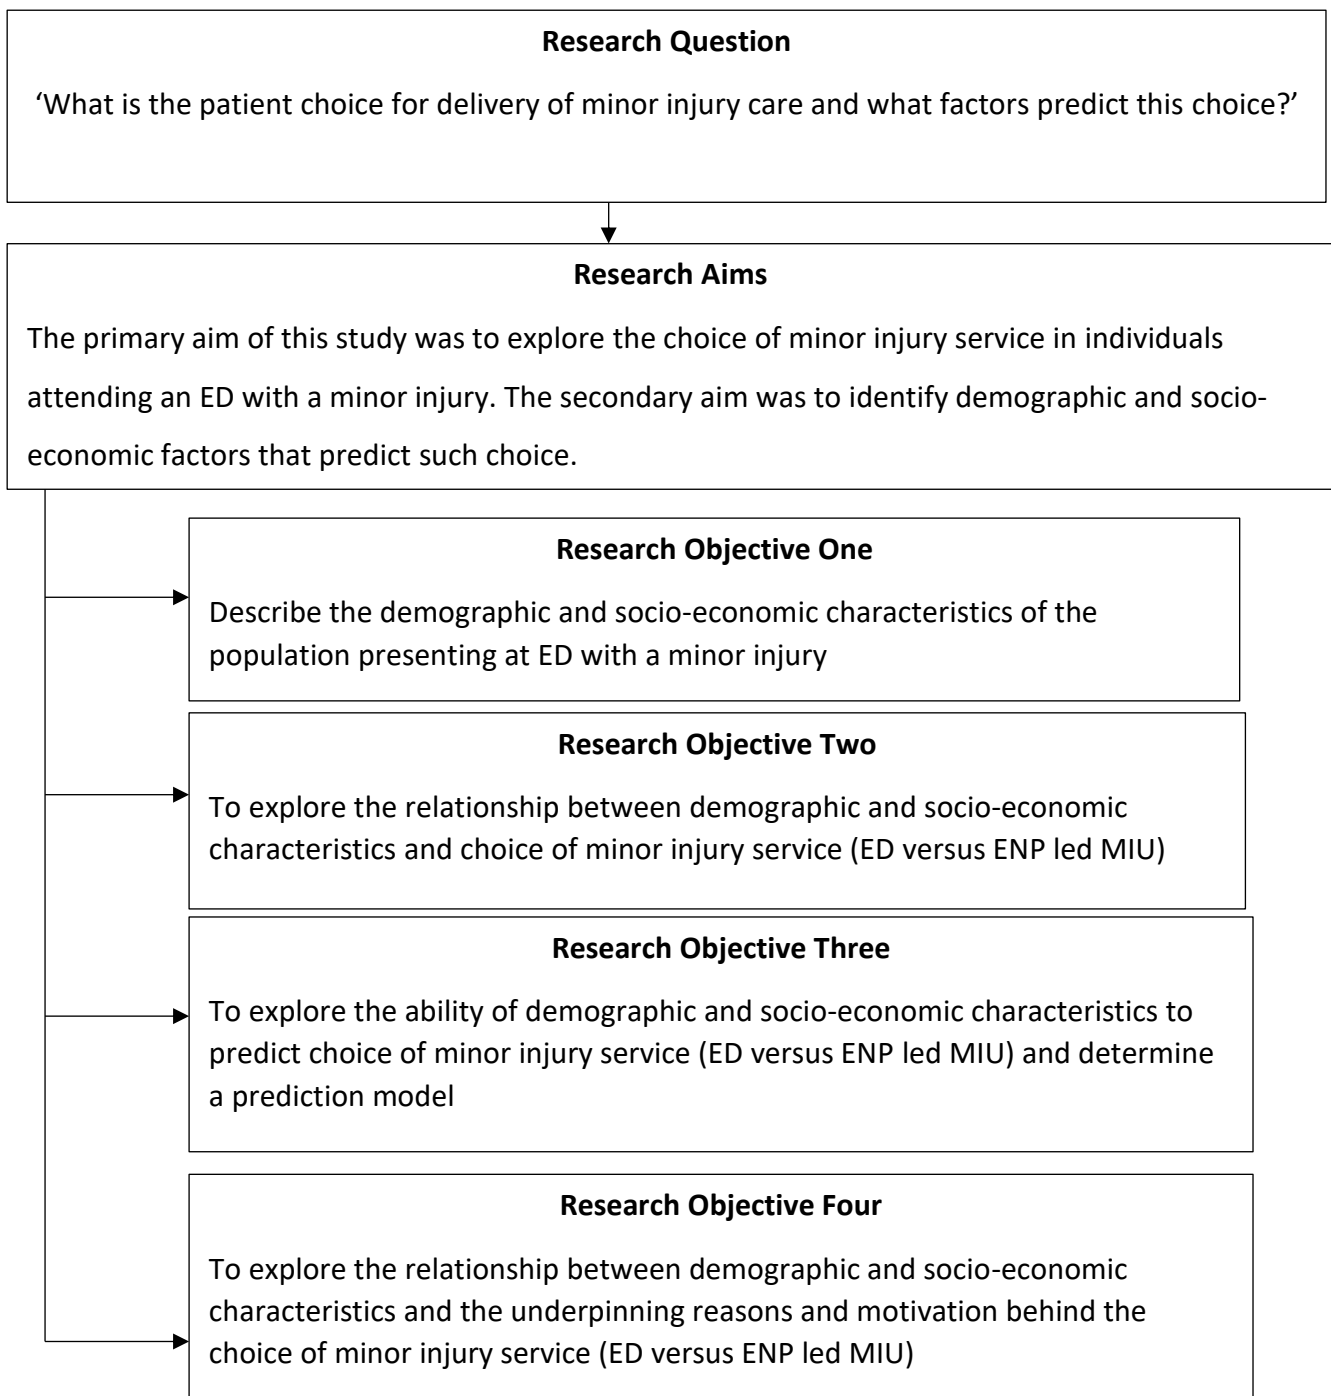 Research Question
‘What is the patient choice for delivery of minor injury care and what factors predict this choice?’
Research Aims
The primary aim of this study was to explore the choice of minor injury service in individuals
attending an ED with a minor injury. The secondary aim was to identify demographic and socio-
economic factors that predict such choice.
Research Objective One
Describe the demographic and socio-economic characteristics of the
population presenting at ED with a minor injury
Research Objective Two
To explore the relationship between demographic and socio-economic
characteristics and choice of minor injury service (ED versus ENP led MIU)
Research Objective Three
To explore the ability of demographic and socio-economic characteristics to
predict choice of minor injury service (ED versus ENP led MIU) and determine
a prediction model
Research Objective Four
To explore the relationship between demographic and socio-economic
characteristics and the underpinning reasons and motivation behind the
choice of minor injury service (ED versus ENP led MIU)